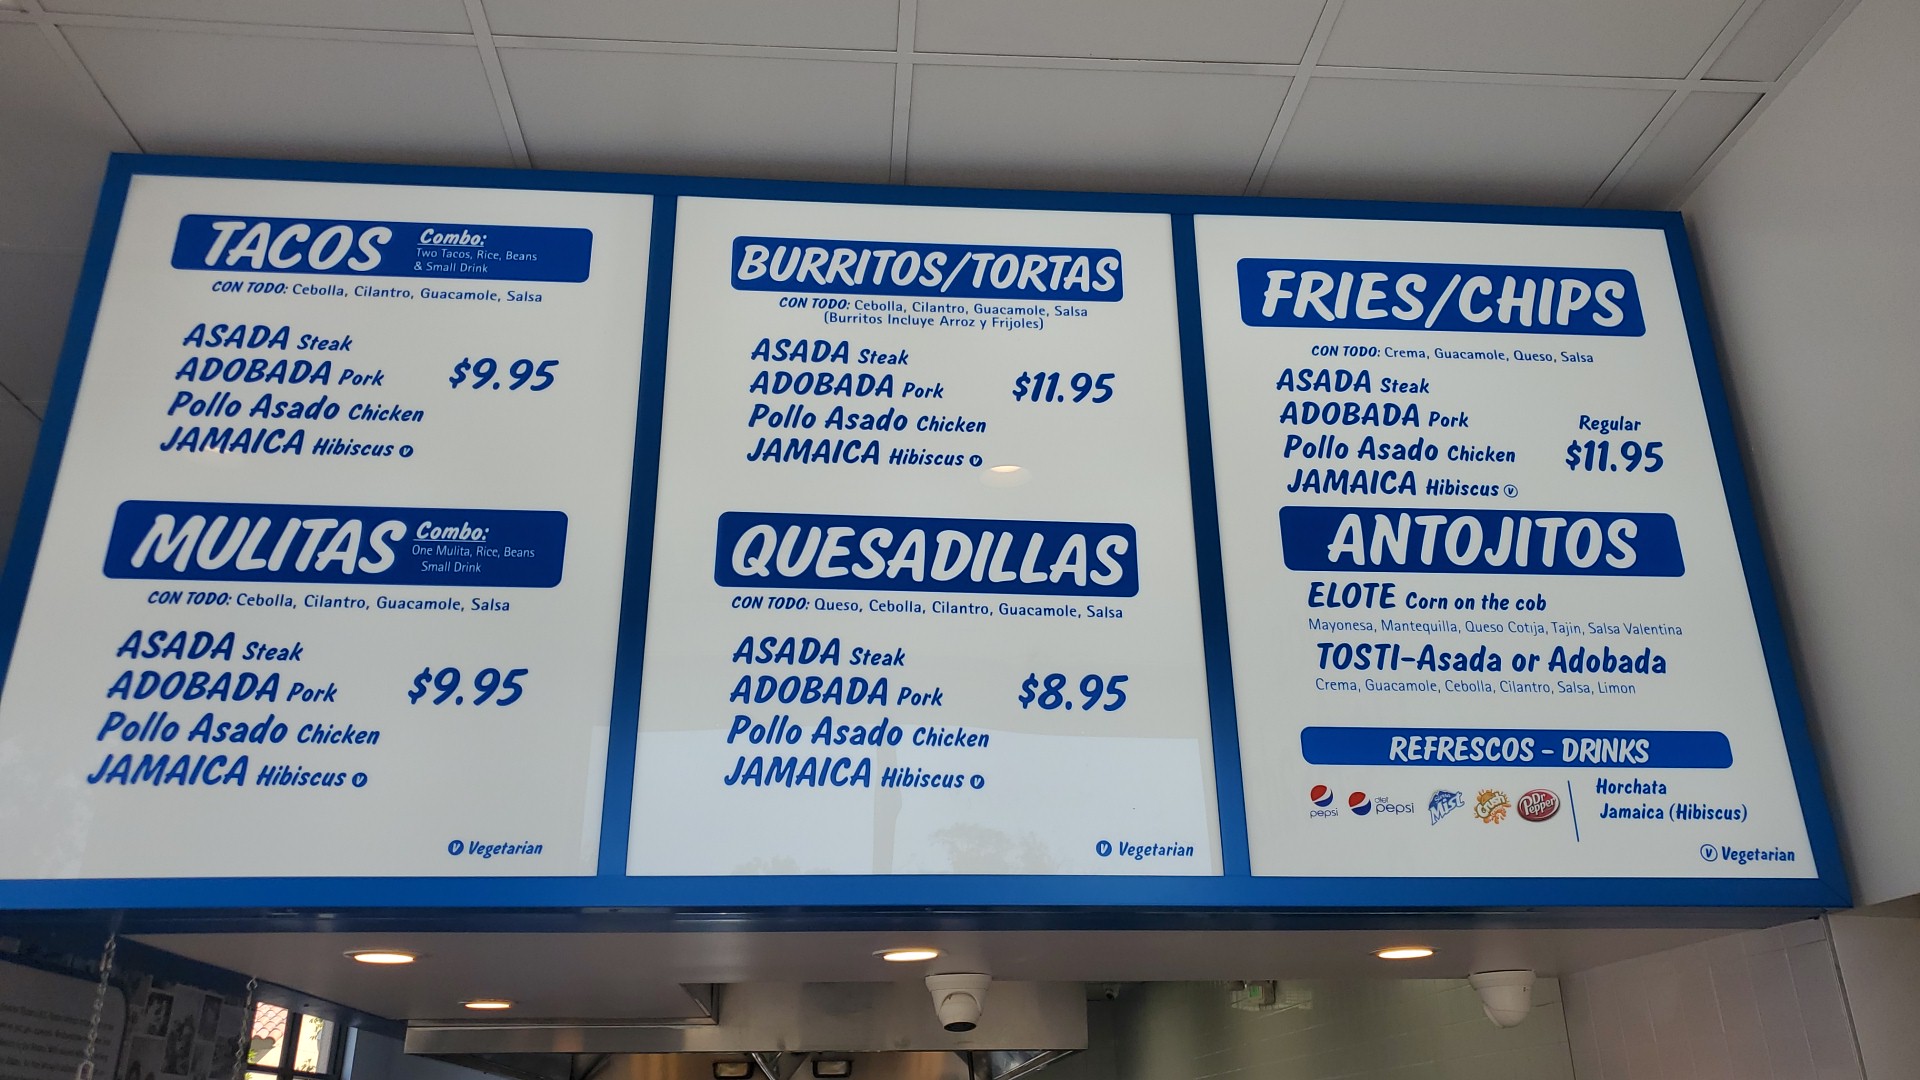 TACOS
Combo:
Two Tacos, Rice, Beans
& Small Drink
CON TODO: Cebolla, Cilantro, Guacamole, Salsa
ASADA Steak
ADOBADA Pork
$9.95
Pollo Asado Chicken
JAMAICA Hibiscus V
MULITAS
Combo:
One Mulita, Rice, Beans
Small Drink
CON TODO: Cebolla, Cilantro, Guacamole, Salsa
ASADA Steak
ADOBADA Pork
$9.95
Pollo Asado Chicken
JAMAICA Hibiscus V
V Vegetarian
BURRITOS/TORTAS
CON TODO: Cebolla, Cilantro, Guacamole, Salsa
(Burritos Incluye Arroz y Frijoles)
ASADA Steak
ADOBADA Pork
$11.95
Pollo Asado Chicken
JAMAICA Hibiscus V
QUESADILLAS
CON TODO: Queso, Cebolla, Cilantro, Guacamole, Salsa
ASADA Steak
ADOBADA Pork
$8.95
Pollo Asado Chicken
JAMAICA Hibiscus V
V Vegetarian
FRIES/CHIPS
CON TODO: Crema, Guacamole, Queso, Salsa
ASADA Steak
ADOBADA Pork
Regular
Pollo Asado Chicken
$11.95
JAMAICA Hibiscus V
ANTOJITOS
ELOTE Corn on the cob
Mayonesa, Mantequilla, Queso Cotija, Tajin, Salsa Valentina
TOSTI-Asada or Adobada
Crema, Guacamole, Cebolla, Cilantro, Salsa, Limon
REFRESCOS - DRINKS
pepsi
diet pepsi
Mist
Crush
Dr Pepper
Horchata
Jamaica (Hibiscus)
V Vegetarian